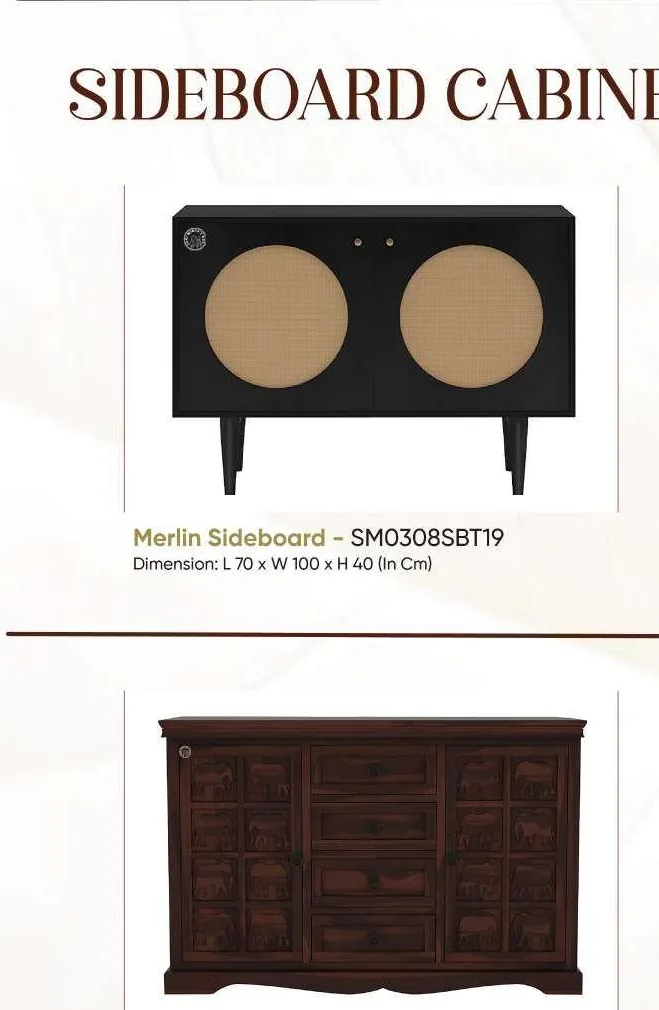 SIDEBOARD CABINE
Merlin Sideboard - SM0308SBT19
Dimension: L 70 x W 100 x H 40 (In Cm)